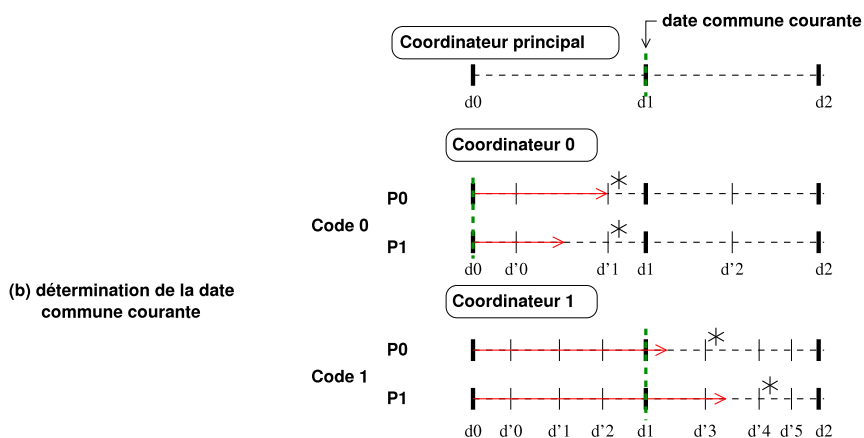 date commune courante
Coordinateur principal
d0 d1 d2
Coordinateur 0
P0
Code 0
P1
d0 d'0 d'1 d1 d'2 d2
(b) détermination de la date
commune courante
Coordinateur 1
P0
Code 1
P1
d0 d'0 d'1 d'2 d1 d'3 d'4 d'5 d2